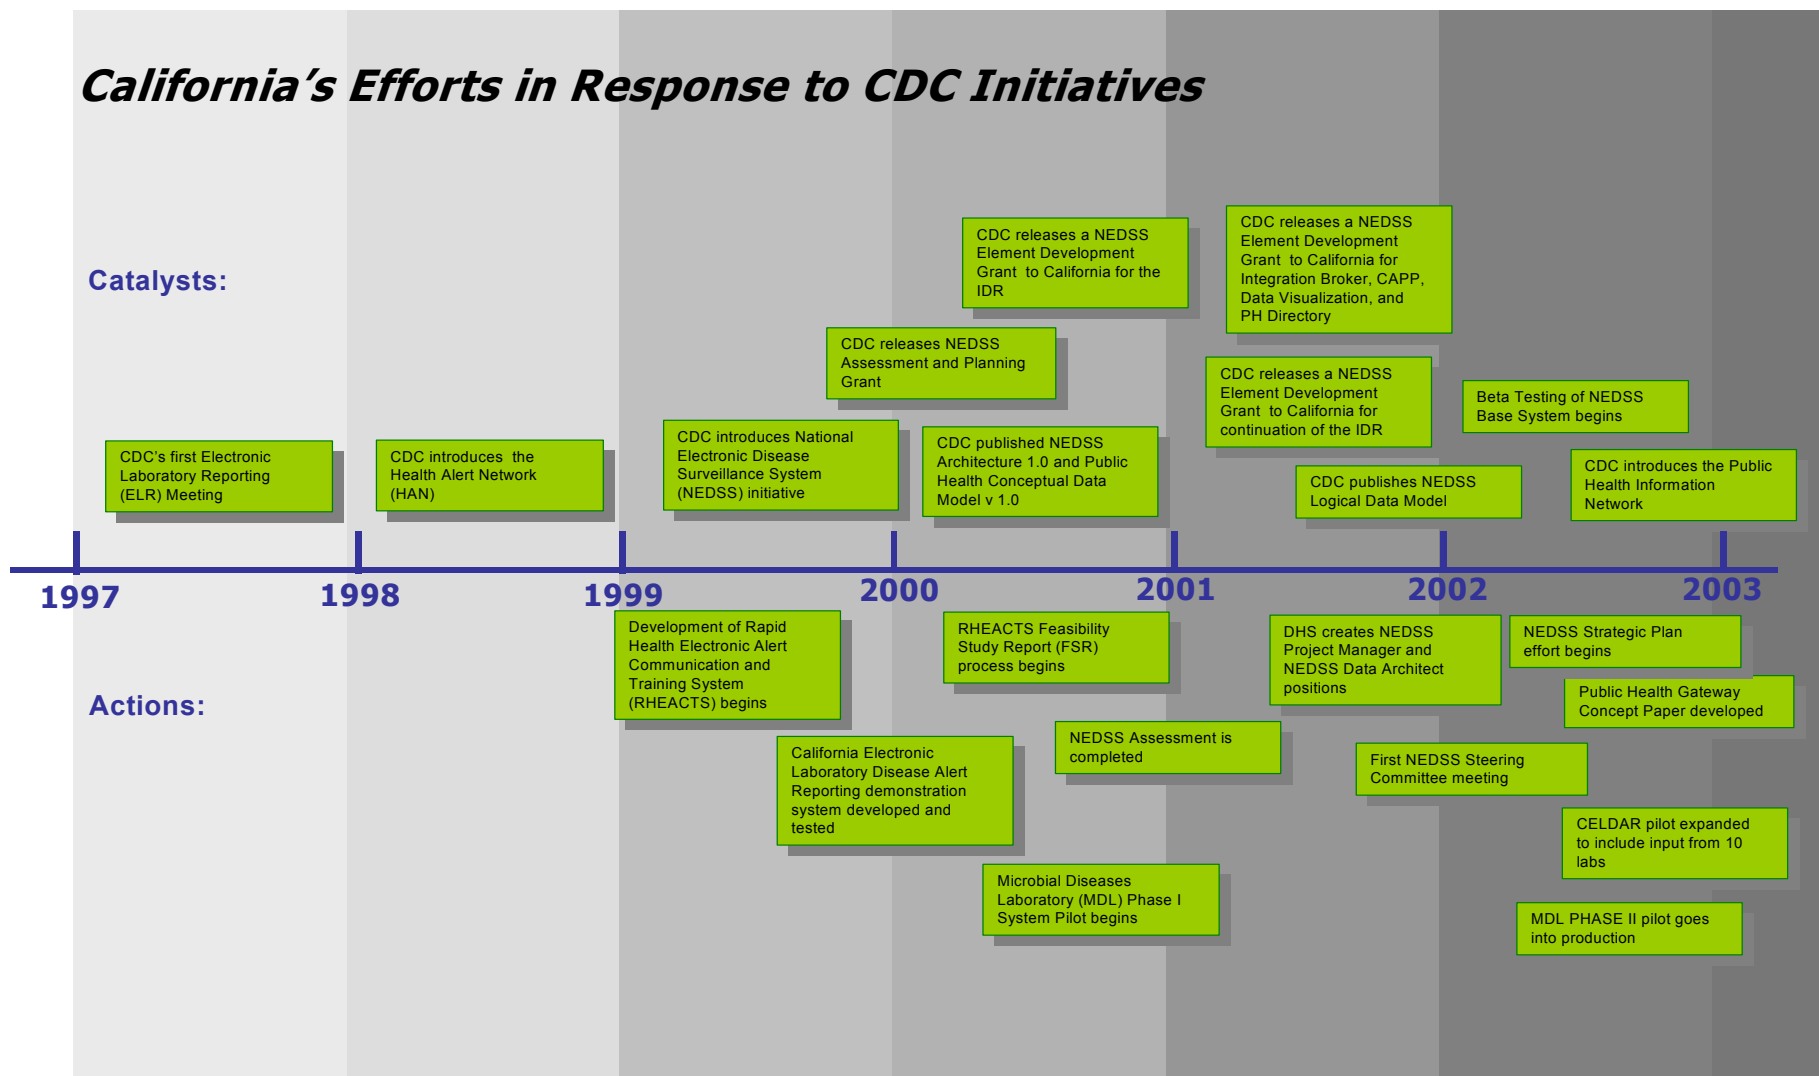 California's Efforts in Response to CDC Initiatives
Catalysts:
CDC's first Electronic
Laboratory Reporting
(ELR) Meeting
CDC introduces the
Health Alert Network
(HAN)
CDC introduces National
Electronic Disease
Surveillance System
(NEDSS) initiative
CDC releases NEDSS
Assessment and Planning
Grant
CDC releases a NEDSS
Element Development
Grant to California for the
IDR
CDC published NEDSS
Architecture 1.0 and Public
Health Conceptual Data
Model v 1.0
CDC releases a NEDSS
Element Development
Grant to California for
Integration Broker, CAPP,
Data Visualization, and
PH Directory
CDC releases a NEDSS
Element Development
Grant to California for
continuation of the IDR
CDC publishes NEDSS
Logical Data Model
Beta Testing of NEDSS
Base System begins
CDC introduces the Public
Health Information
Network
1997
1998
1999
2000
2001
2002
2003
Actions:
Development of Rapid
Health Electronic Alert
Communication and
Training System
(RHEACTS) begins
California Electronic
Laboratory Disease Alert
Reporting demonstration
system developed and
tested
RHEACTS Feasibility
Study Report (FSR)
process begins
NEDSS Assessment is
completed
Microbial Diseases
Laboratory (MDL) Phase I
System Pilot begins
DHS creates NEDSS
Project Manager and
NEDSS Data Architect
positions
First NEDSS Steering
Committee meeting
NEDSS Strategic Plan
effort begins
Public Health Gateway
Concept Paper developed
CELDAR pilot expanded
to include input from 10
labs
MDL PHASE II pilot goes
into production